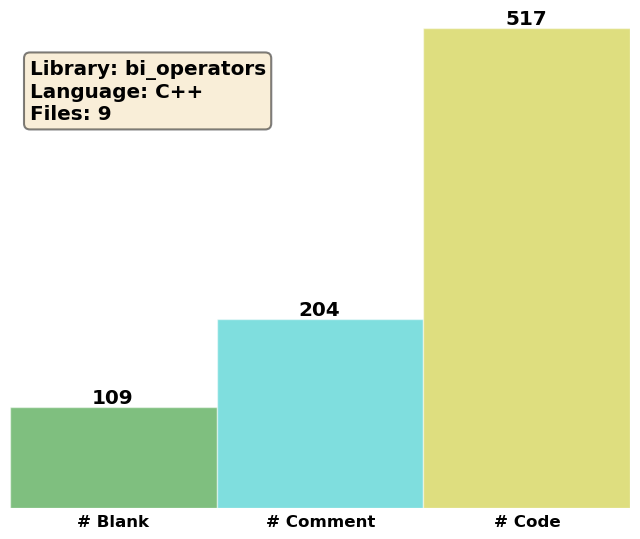 517
Library: bi_operators
Language: C++
Files: 9
204
109
# Blank
# Comment
# Code